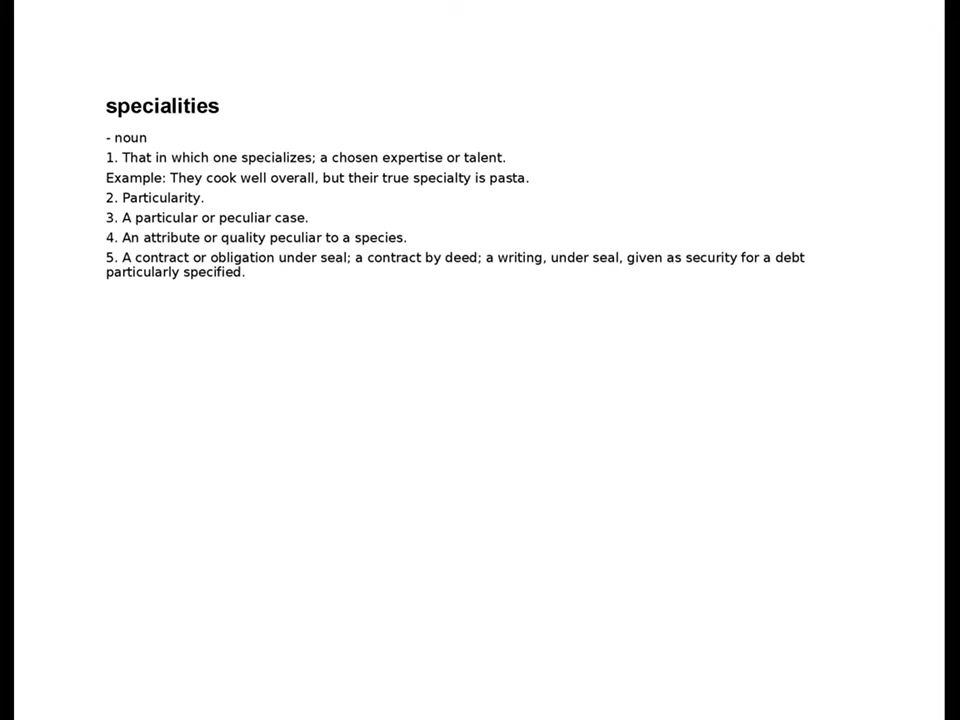 specialities
- noun
1. That in which one specializes; a chosen expertise or talent.
Example: They cook well overall, but their true specialty is pasta.
2. Particularity.
3. A particular or peculiar case.
4. An attribute or quality peculiar to a species.
5. A contract or obligation under seal; a contract by deed; a writing, under seal, given as security for a debt
particularly specified.